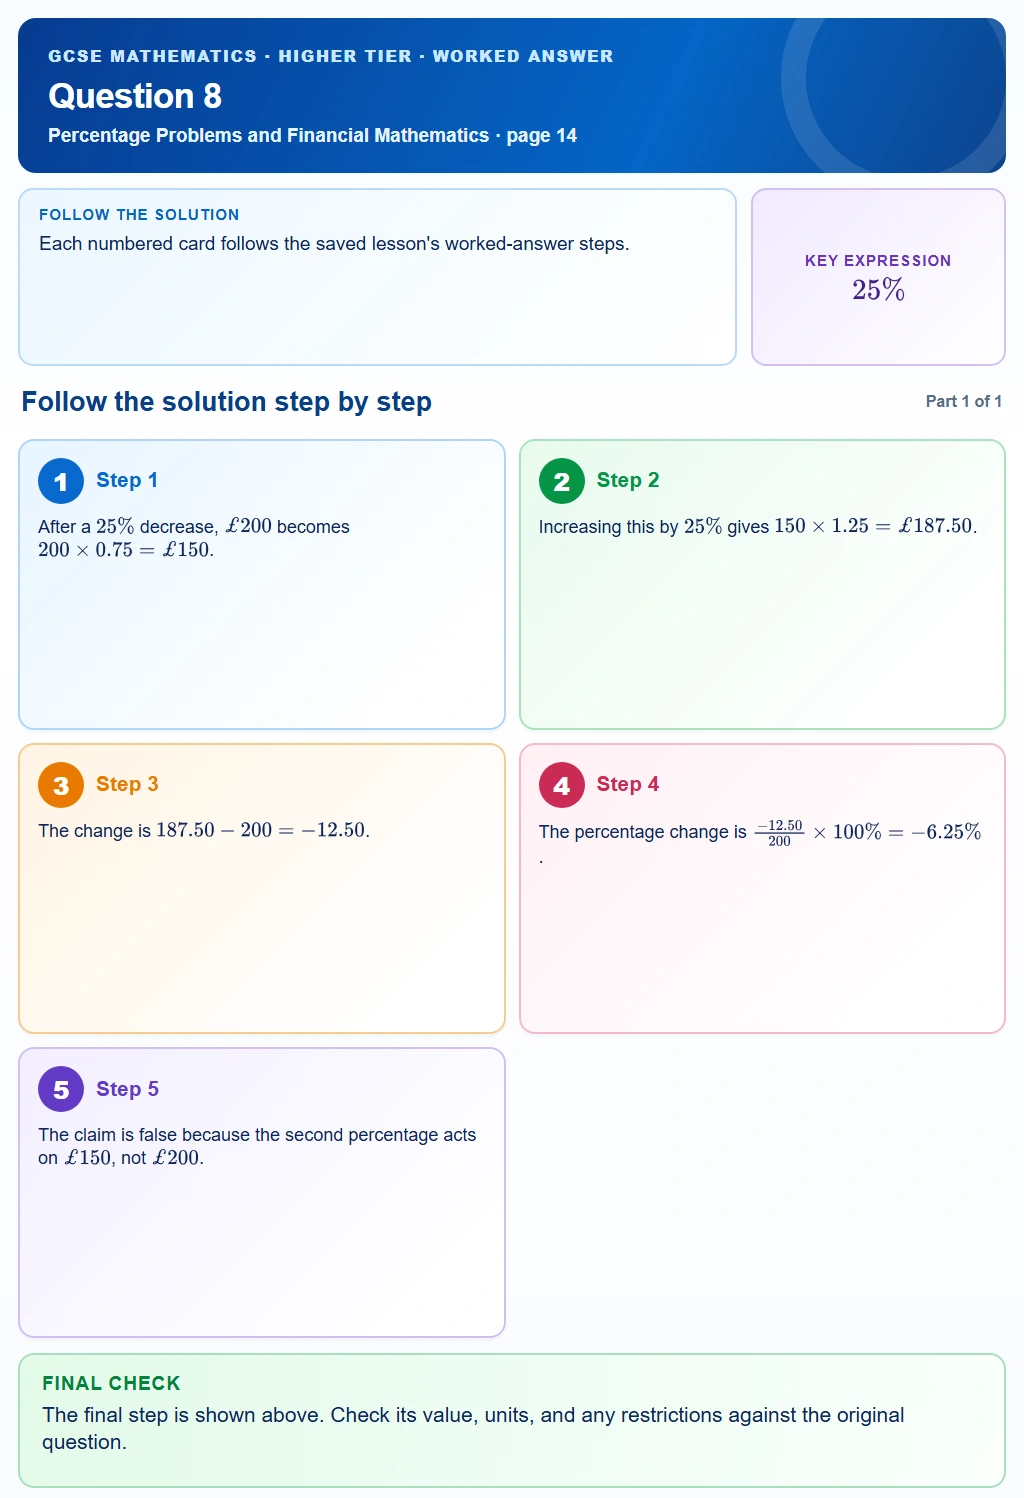 GCSE MATHEMATICS · HIGHER TIER · WORKED ANSWER
Question 8
Percentage Problems and Financial Mathematics · page 14
FOLLOW THE SOLUTION
Each numbered card follows the saved lesson's worked-answer steps.
KEY EXPRESSION
25%
Follow the solution step by step
Part 1 of 1
1 Step 1
After a 25% decrease, £200 becomes
200 × 0.75 = £150.
2 Step 2
Increasing this by 25% gives 150 × 1.25 = £187.50.
3 Step 3
The change is 187.50 − 200 = −12.50.
4 Step 4
The percentage change is −12.50/200 × 100% = −6.25%
.
5 Step 5
The claim is false because the second percentage acts
on £150, not £200.
FINAL CHECK
The final step is shown above. Check its value, units, and any restrictions against the original
question.